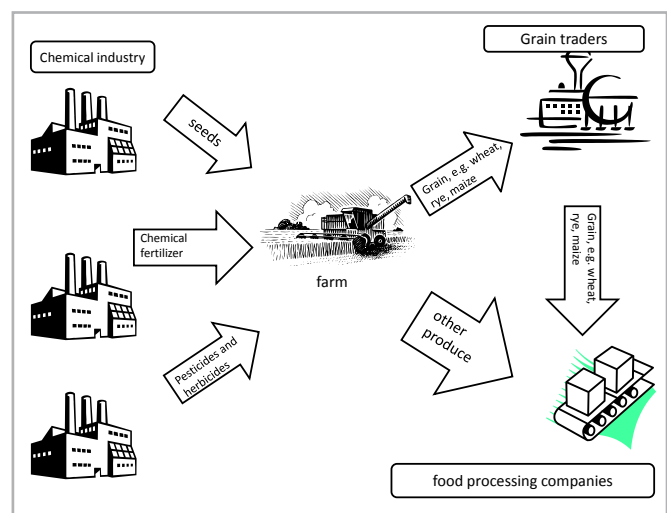 Chemical industry
Grain traders
seeds
Grain, e.g. wheat,
rye, maize
Chemical
fertilizer
Grain, e.g. wheat,
rye, maize
farm
other
produce
Pesticides and
herbicides
food processing companies